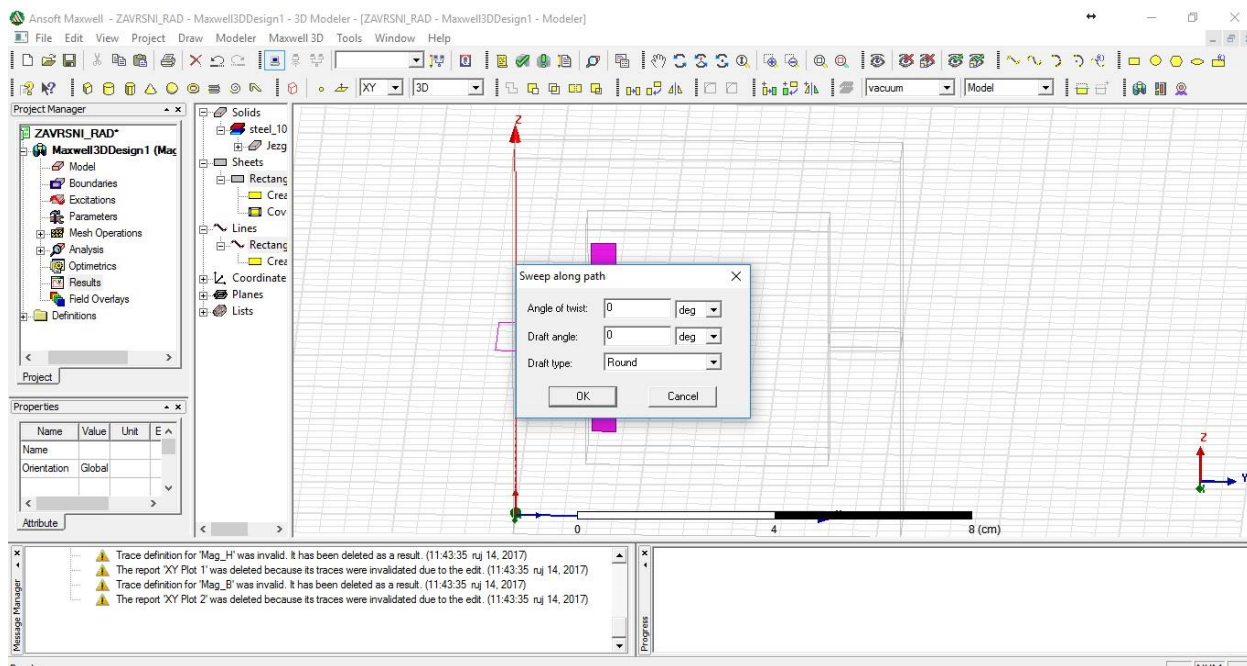 Ansoft Maxwell - ZAVRSNI_RAD - Maxwell3DDesign1 - 3D Modeler - [ZAVRSNI_RAD - Maxwell3DDesign1 - Modeler]
File Edit View Project Draw Modeler Maxwell 3D Tools Window Help
XY 3D vacuum Model
Project Manager
ZAVRSNI_RAD*
Maxwell3DDesign1 (Mag
Model
Boundaries
Excitations
Parameters
Mesh Operations
Analysis
Optimetrics
Results
Field Overlays
Definitions
Project
Solids
steel_10
Jezg
Sheets
Rectang
Crea
Cov
Lines
Rectang
Crea
Coordinate
Planes
Lists
Z
Sweep along path
Angle of twist: 0 deg
Draft angle: 0 deg
Draft type: Round
OK Cancel
Z
Y
0 4 8 (cm)
Properties
Name Value Unit E
Name
Orientation Global
Attribute
Message Manager
Trace definition for 'Mag_H' was invalid. It has been deleted as a result. (11:43:35 ruj 14, 2017)
The report 'XY Plot 1' was deleted because its traces were invalidated due to the edit. (11:43:35 ruj 14, 2017)
Trace definition for 'Mag_B' was invalid. It has been deleted as a result. (11:43:35 ruj 14, 2017)
The report 'XY Plot 2' was deleted because its traces were invalidated due to the edit. (11:43:35 ruj 14, 2017)
Progress
NUM